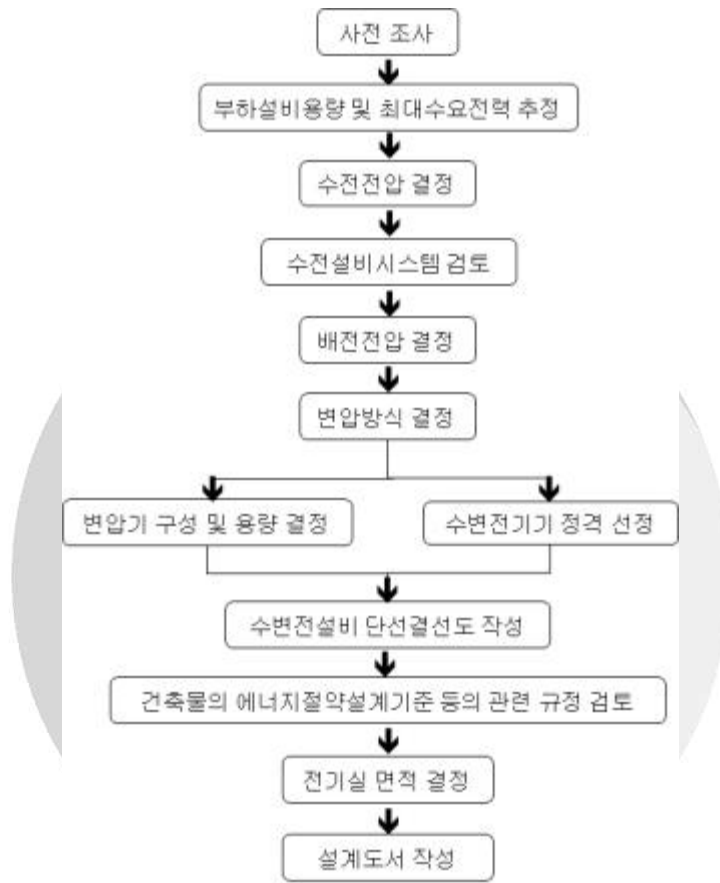 사전 조사
부하설비용량 및 최대수요전력 추정
수전전압 결정
수전설비시스템 검토
배전전압 결정
변압방식 결정
변압기 구성 및 용량 결정
수변전기기 정격 선정
수변전설비 단선결선도 작성
건축물의 에너지절약설계기준 등의 관련 규정 검토
전기실 면적 결정
설계도서 작성